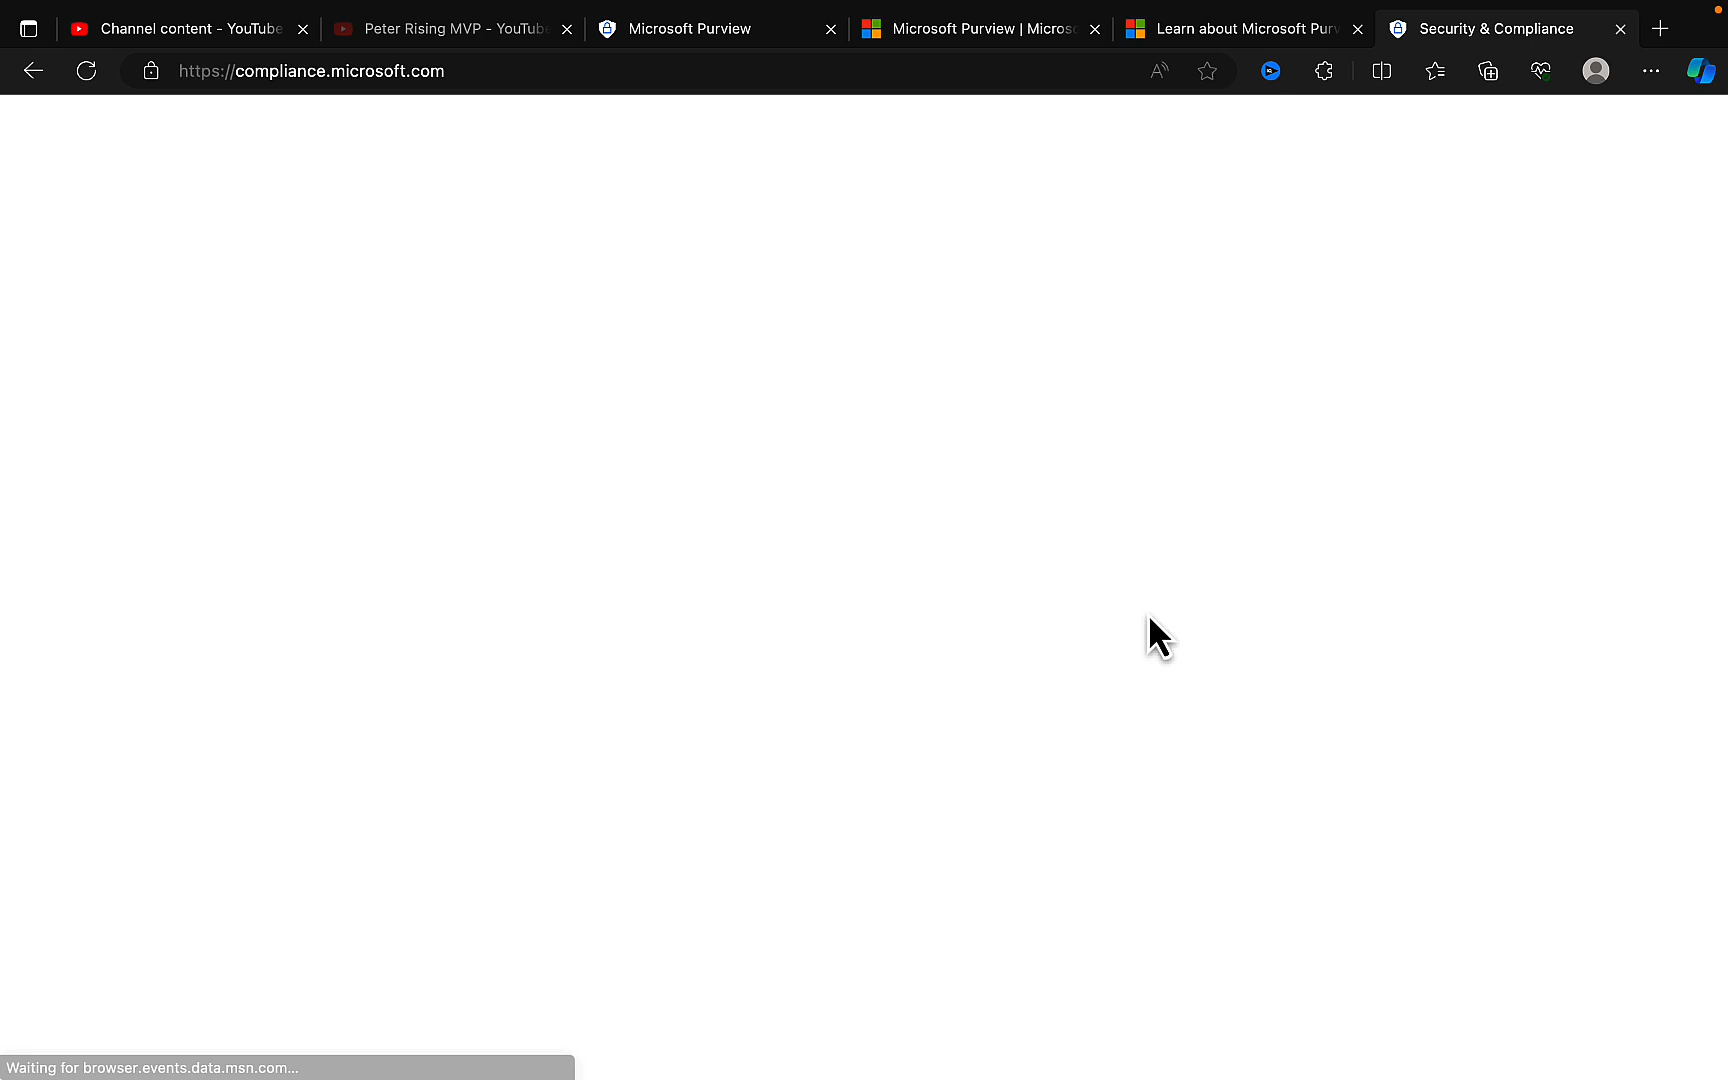 Channel content - YouTube
Peter Rising MVP - YouTube
Microsoft Purview
Microsoft Purview | Micros
Learn about Microsoft Purv
Security & Compliance
https://compliance.microsoft.com
Waiting for browser.events.data.msn.com...